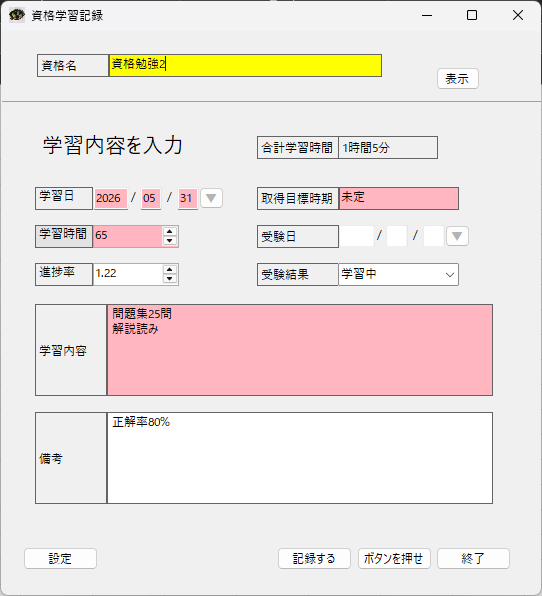 資格学習記録
資格名 資格勉強2
表示
学習内容を入力
合計学習時間 1時間5分
学習日 2026 / 05 / 31
取得目標時期 未定
学習時間 65
受験日 / /
進捗率 1.22
受験結果 学習中
学習内容
問題集25問
解説読み
備考
正解率80%
設定 記録する ボタンを押せ 終了